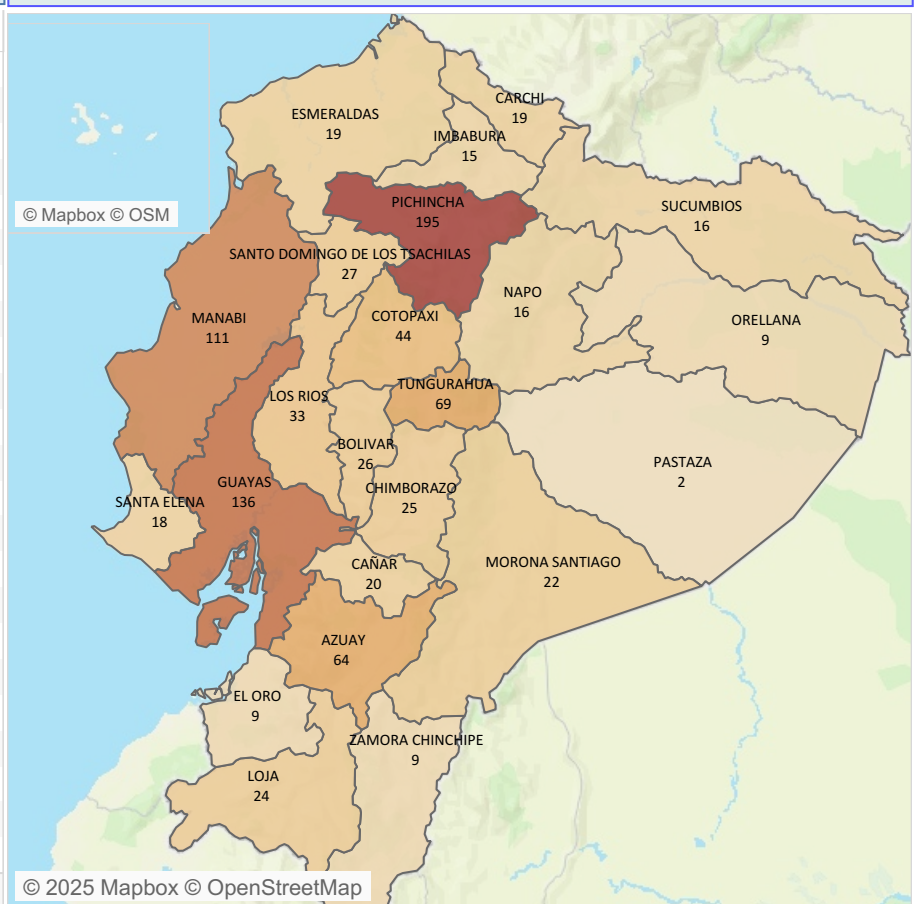 CARCHI
19
ESMERALDAS
19
IMBABURA
15
PICHINCHA
195
SUCUMBIOS
16
© Mapbox © OSM
SANTO DOMINGO DE LOS TSACHILAS
27
NAPO
16
MANABI
111
COTOPAXI
44
ORELLANA
9
TUNGURAHUA
69
LOS RIOS
33
BOLIVAR
26
PASTAZA
2
GUAYAS
136
CHIMBORAZO
25
SANTA ELENA
18
CAÑAR
20
MORONA SANTIAGO
22
AZUAY
64
EL ORO
9
ZAMORA CHINCHIPE
9
LOJA
24
© 2025 Mapbox © OpenStreetMap